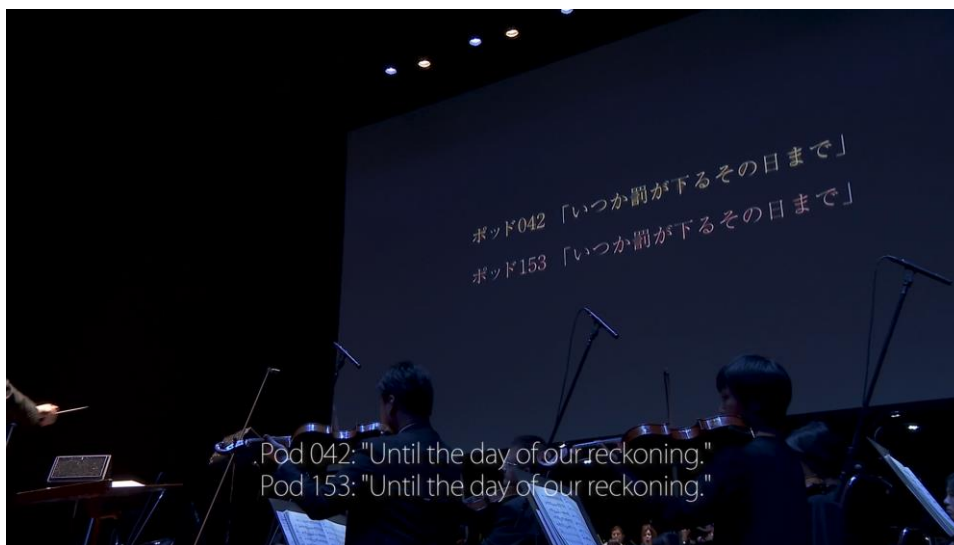 ポッド042 「いつか罰が下るその日まで」
ポッド153 「いつか罰が下るその日まで」
Pod 042: "Until the day of our reckoning."
Pod 153: "Until the day of our reckoning."